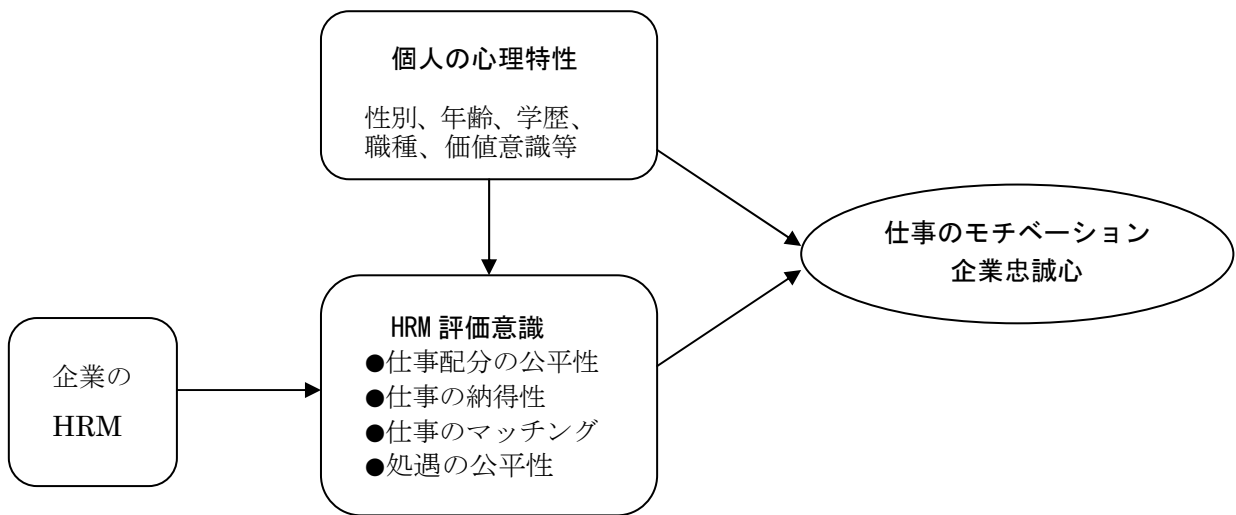 個人の心理特性
性別、年齢、学歴、
職種、価値意識等
仕事のモチベーション
企業忠誠心
HRM 評価意識
●仕事配分の公平性
●仕事の納得性
●仕事のマッチング
●処遇の公平性
企業の
HRM